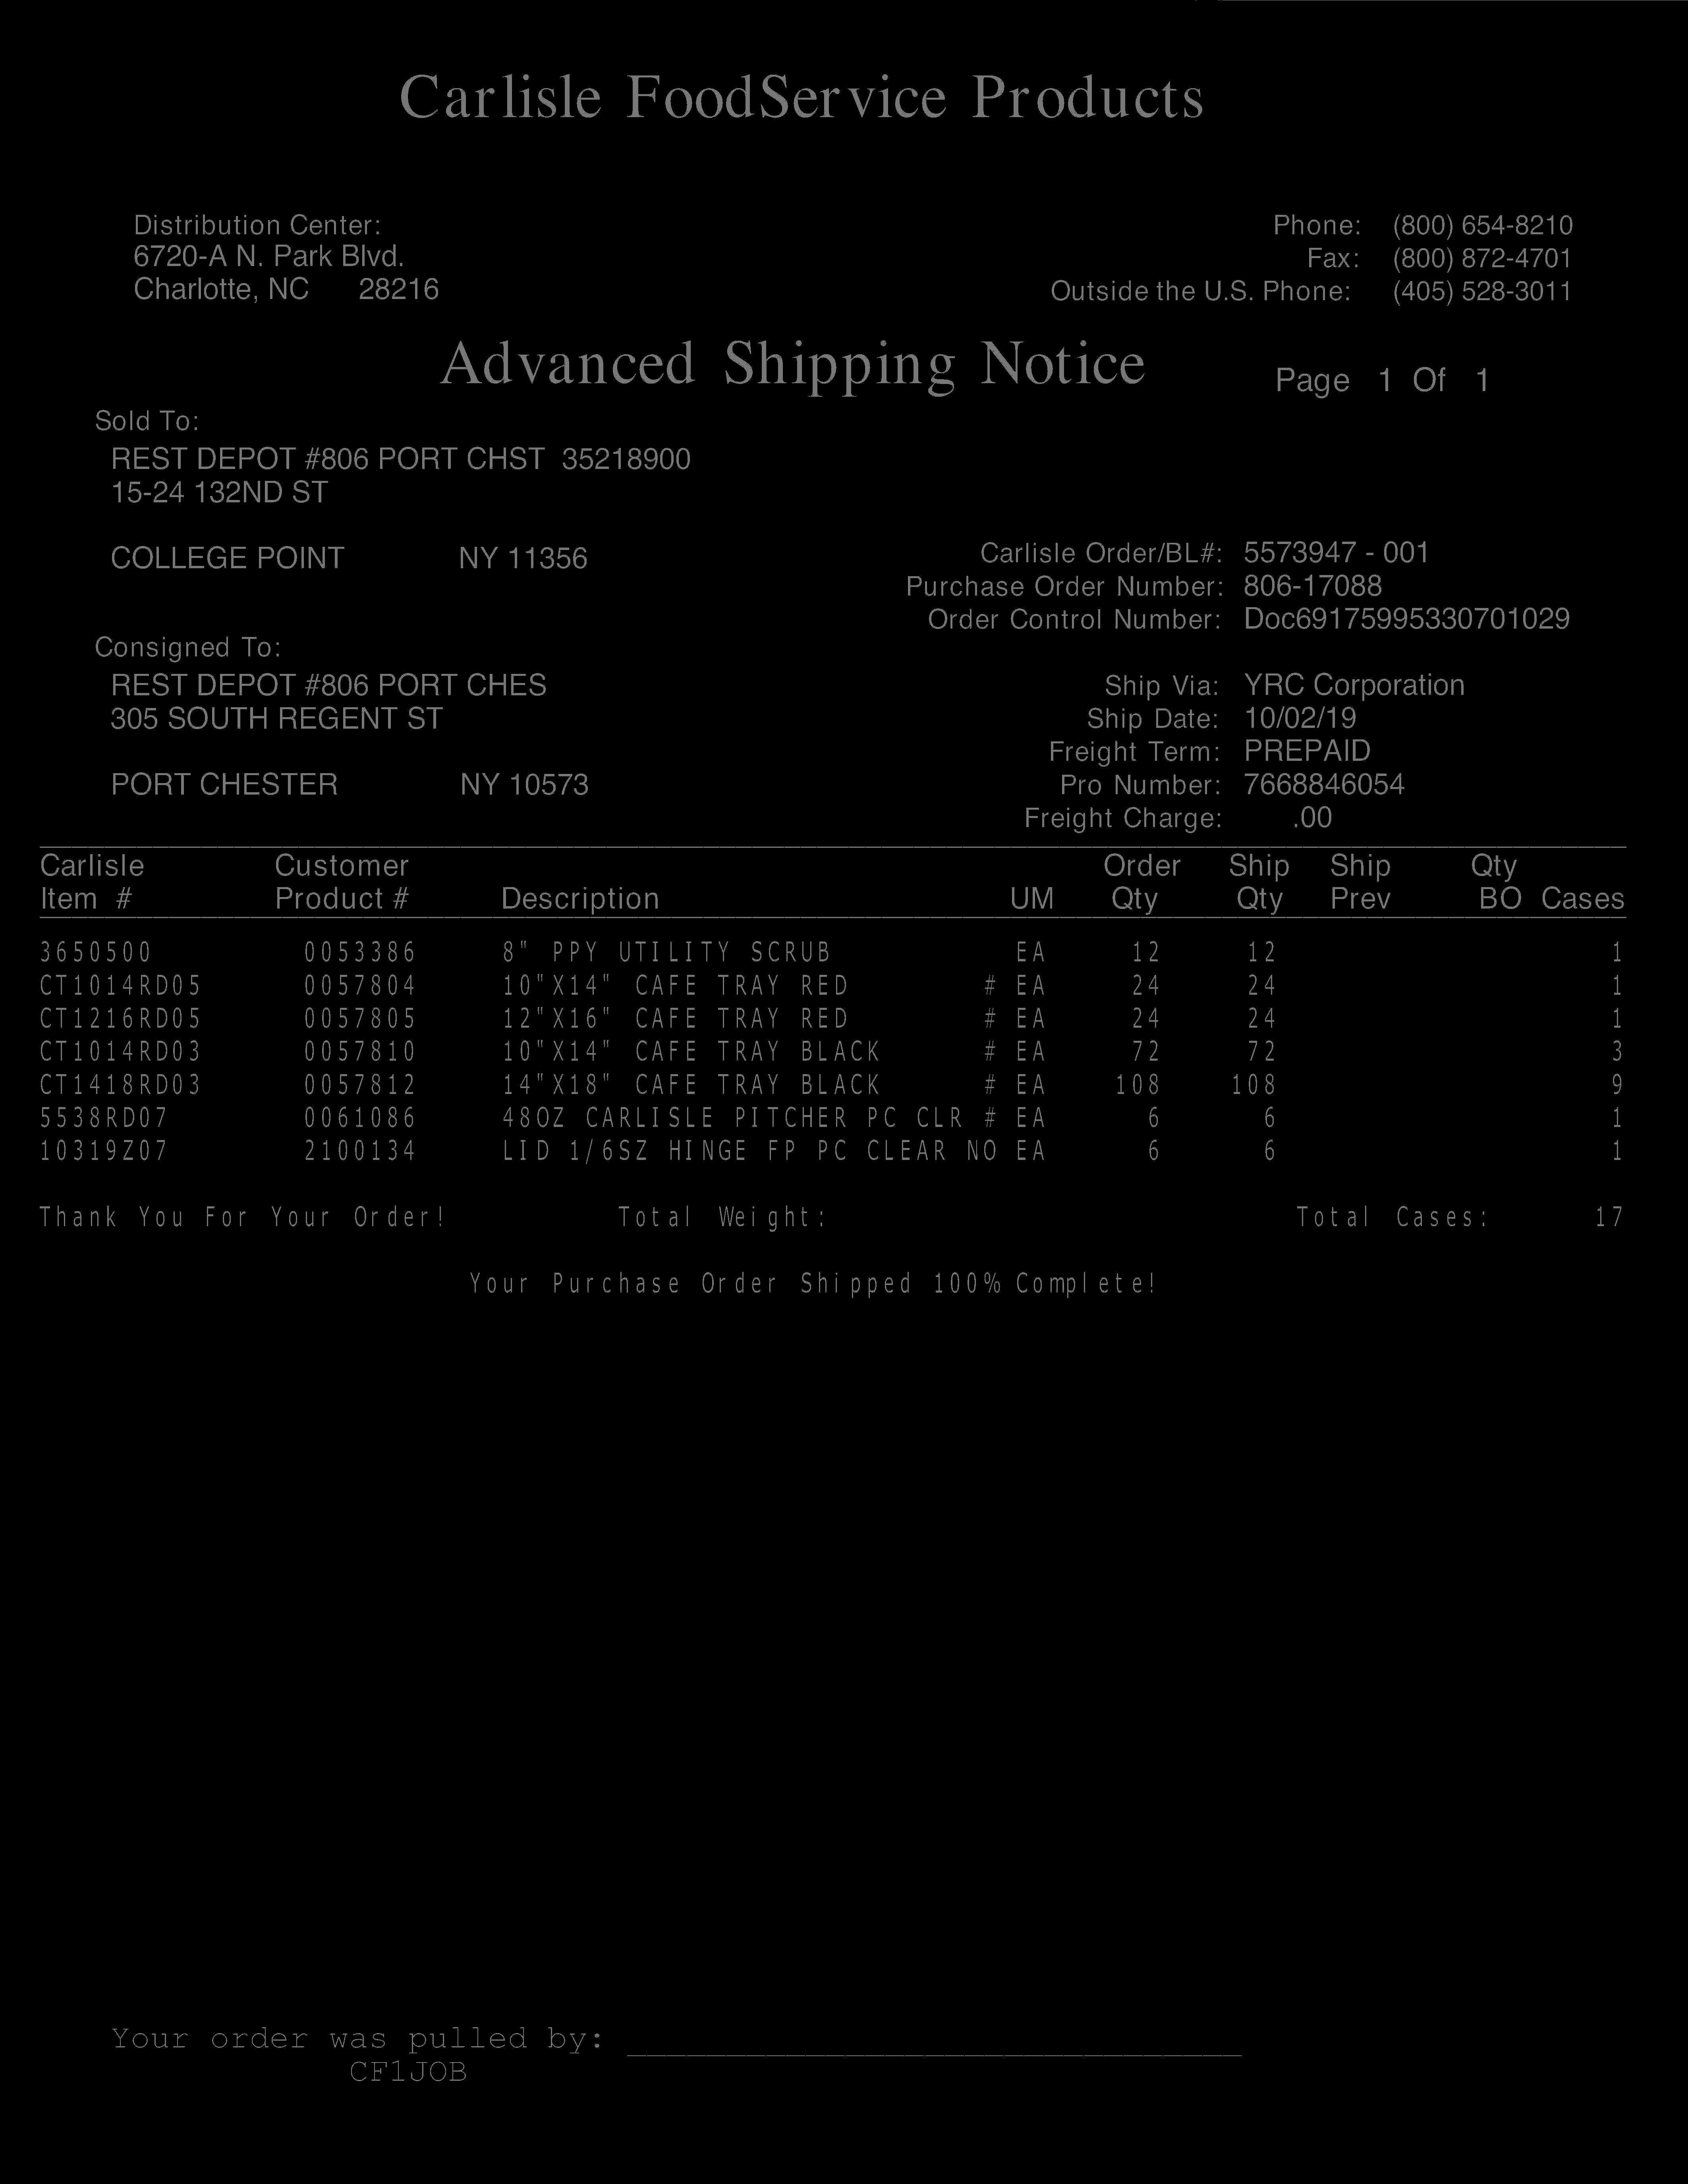 Carlisle FoodService Products
Distribution Center:
6720-A N. Park Blvd.
Charlotte, NC 28216
Phone: (800) 654-8210
Fax: (800) 872-4701
Outside the U.S. Phone: (405) 528-3011
Advanced Shipping Notice Page 1 Of 1
Sold To:
REST DEPOT #806 PORT CHST 35218900
15-24 132ND ST
COLLEGE POINT NY 11356
Carlisle Order/BL#: 5573947 - 001
Purchase Order Number: 806-17088
Order Control Number: Doc69175995330701029
Consigned To:
REST DEPOT #806 PORT CHES
305 SOUTH REGENT ST
PORT CHESTER NY 10573
Ship Via: YRC Corporation
Ship Date: 10/02/19
Freight Term: PREPAID
Pro Number: 7668846054
Freight Charge: .00
Carlisle Customer Order Ship Ship Qty
Item # Product # Description UM Qty Qty Prev BO Cases
3650500 0053386 8" PPY UTILITY SCRUB EA 12 12 1
CT1014RD05 0057804 10"X14" CAFE TRAY RED # EA 24 24 1
CT1216RD05 0057805 12"X16" CAFE TRAY RED # EA 24 24 1
CT1014RD03 0057810 10"X14" CAFE TRAY BLACK # EA 72 72 3
CT1418RD03 0057812 14"X18" CAFE TRAY BLACK # EA 108 108 9
5538RD07 0061086 48OZ CARLISLE PITCHER PC CLR # EA 6 6 1
10319Z07 2100134 LID 1/6SZ HINGE FP PC CLEAR NO EA 6 6 1
Thank You For Your Order! Total Weight: Total Cases: 17
Your Purchase Order Shipped 100% Complete!
Your order was pulled by:
CF1JOB